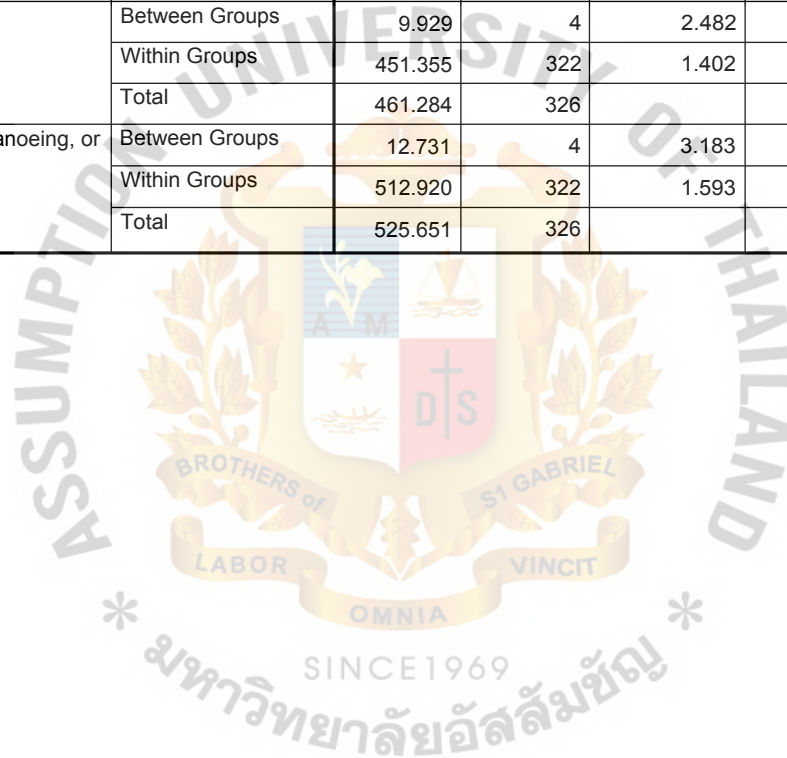 Between Groups 9.929 4 2.482
Within Groups 451.355 322 1.402
Total 461.284 326
anoeing, or Between Groups 12.731 4 3.183
Within Groups 512.920 322 1.593
Total 525.651 326
ASSUMPTION UNIVERSITY OF THAILAND
A M
D S
BROTHERS of ST GABRIEL
LABOR VINCIT
OMNIA
* *
SINCE1969
มหาวิทยาลัยอัสสัมชัญ